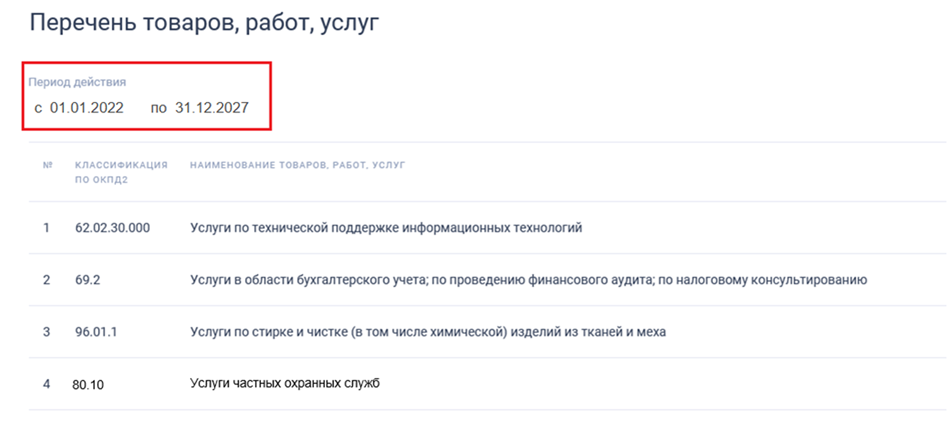 Перечень товаров, работ, услуг
Период действия
с 01.01.2022 по 31.12.2027
№ КЛАССИФИКАЦИЯ НАИМЕНОВАНИЕ ТОВАРОВ, РАБОТ, УСЛУГ
ПО ОКПД2
1 62.02.30.000 Услуги по технической поддержке информационных технологий
2 69.2 Услуги в области бухгалтерского учета; по проведению финансового аудита; по налоговому консультированию
3 96.01.1 Услуги по стирке и чистке (в том числе химической) изделий из тканей и меха
4 80.10 Услуги частных охранных служб